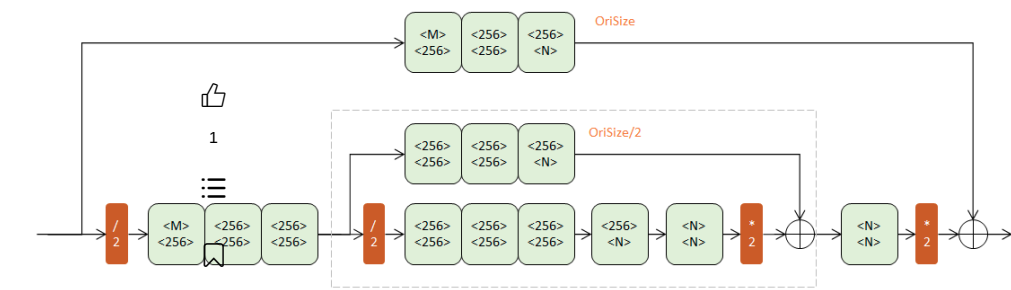 <M> <256> <256> OriSize
<256> <256> <N>
1
<256> <256> <256> OriSize/2
<256> <256> <N>
/ <M> <256> <256> / <256> <256> <256> <256> <N> * <N> *
2 <256> <256> <256> 2 <256> <256> <256> <N> <N> 2 <N> 2